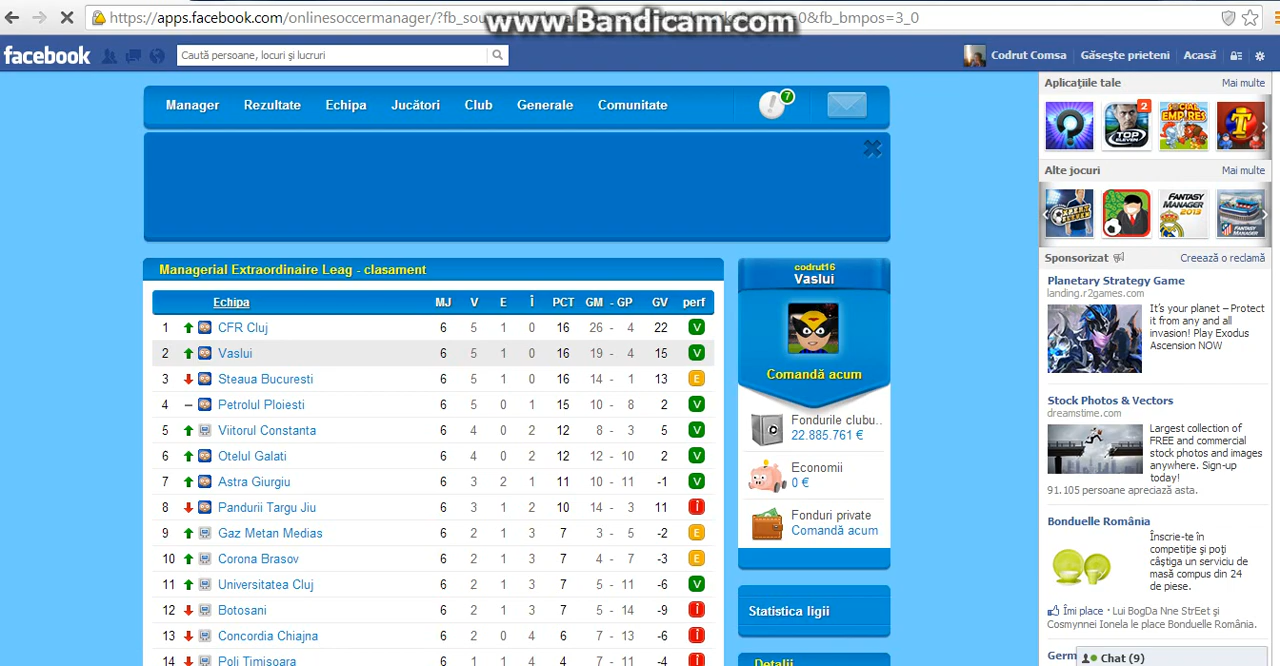 https://apps.facebook.com/onlinesoccermanager/?fb_sou
www.Bandicam.com
=0&fb_bmpos=3_0
facebook
Caută persoane, locuri și lucruri
Codrut Comsa
Găsește prieteni
Acasă
Manager Rezultate Echipa Jucători Club Generale Comunitate
7
Aplicațiile tale Mai multe
2
TOP ELEVEN
SOCIAL EMPIRES
T
Alte jocuri Mai multe
FANTASY MANAGER 2013
Sponsorizat Creează o reclamă
Planetary Strategy Game
landing.r2games.com
It's your planet – Protect
it from any and all
invasion! Play Exodus
Ascension NOW
Stock Photos & Vectors
dreamstime.com
Largest collection of
FREE and commercial
stock photos and images
anywhere. Sign-up
today!
91.105 persoane apreciază asta.
Bonduelle România
Înscrie-te în
competiție și poți
câștiga un serviciu de
masă compus din 24
de piese.
Îmi place · Lui BogDa Nne StrEet și
Cosmynnei Ionela le place Bonduelle România.
Germ
Chat (9)
Managerial Extraordinaire Leag - clasament
Echipa MJ V E Î PCT GM - GP GV perf
1 CFR Cluj 6 5 1 0 16 26 - 4 22 V
2 Vaslui 6 5 1 0 16 19 - 4 15 V
3 Steaua Bucuresti 6 5 1 0 16 14 - 1 13 E
4 Petrolul Ploiesti 6 5 0 1 15 10 - 8 2 V
5 Viitorul Constanta 6 4 0 2 12 8 - 3 5 V
6 Otelul Galati 6 4 0 2 12 12 - 10 2 V
7 Astra Giurgiu 6 3 2 1 11 10 - 11 -1 V
8 Pandurii Targu Jiu 6 3 1 2 10 14 - 3 11 Î
9 Gaz Metan Medias 6 2 1 3 7 3 - 5 -2 E
10 Corona Brasov 6 2 1 3 7 4 - 7 -3 E
11 Universitatea Cluj 6 2 1 3 7 5 - 11 -6 V
12 Botosani 6 2 1 3 7 5 - 14 -9 Î
13 Concordia Chiajna 6 2 0 4 6 7 - 13 -6 Î
14 Poli Timisoara 6 1 1 4 4 7 - 11 -4 Î
codrut16
Vaslui
Comandă acum
Fondurile clubu..
22.885.761 €
Economii
0 €
Fonduri private
Comandă acum
Statistica ligii
Detalii